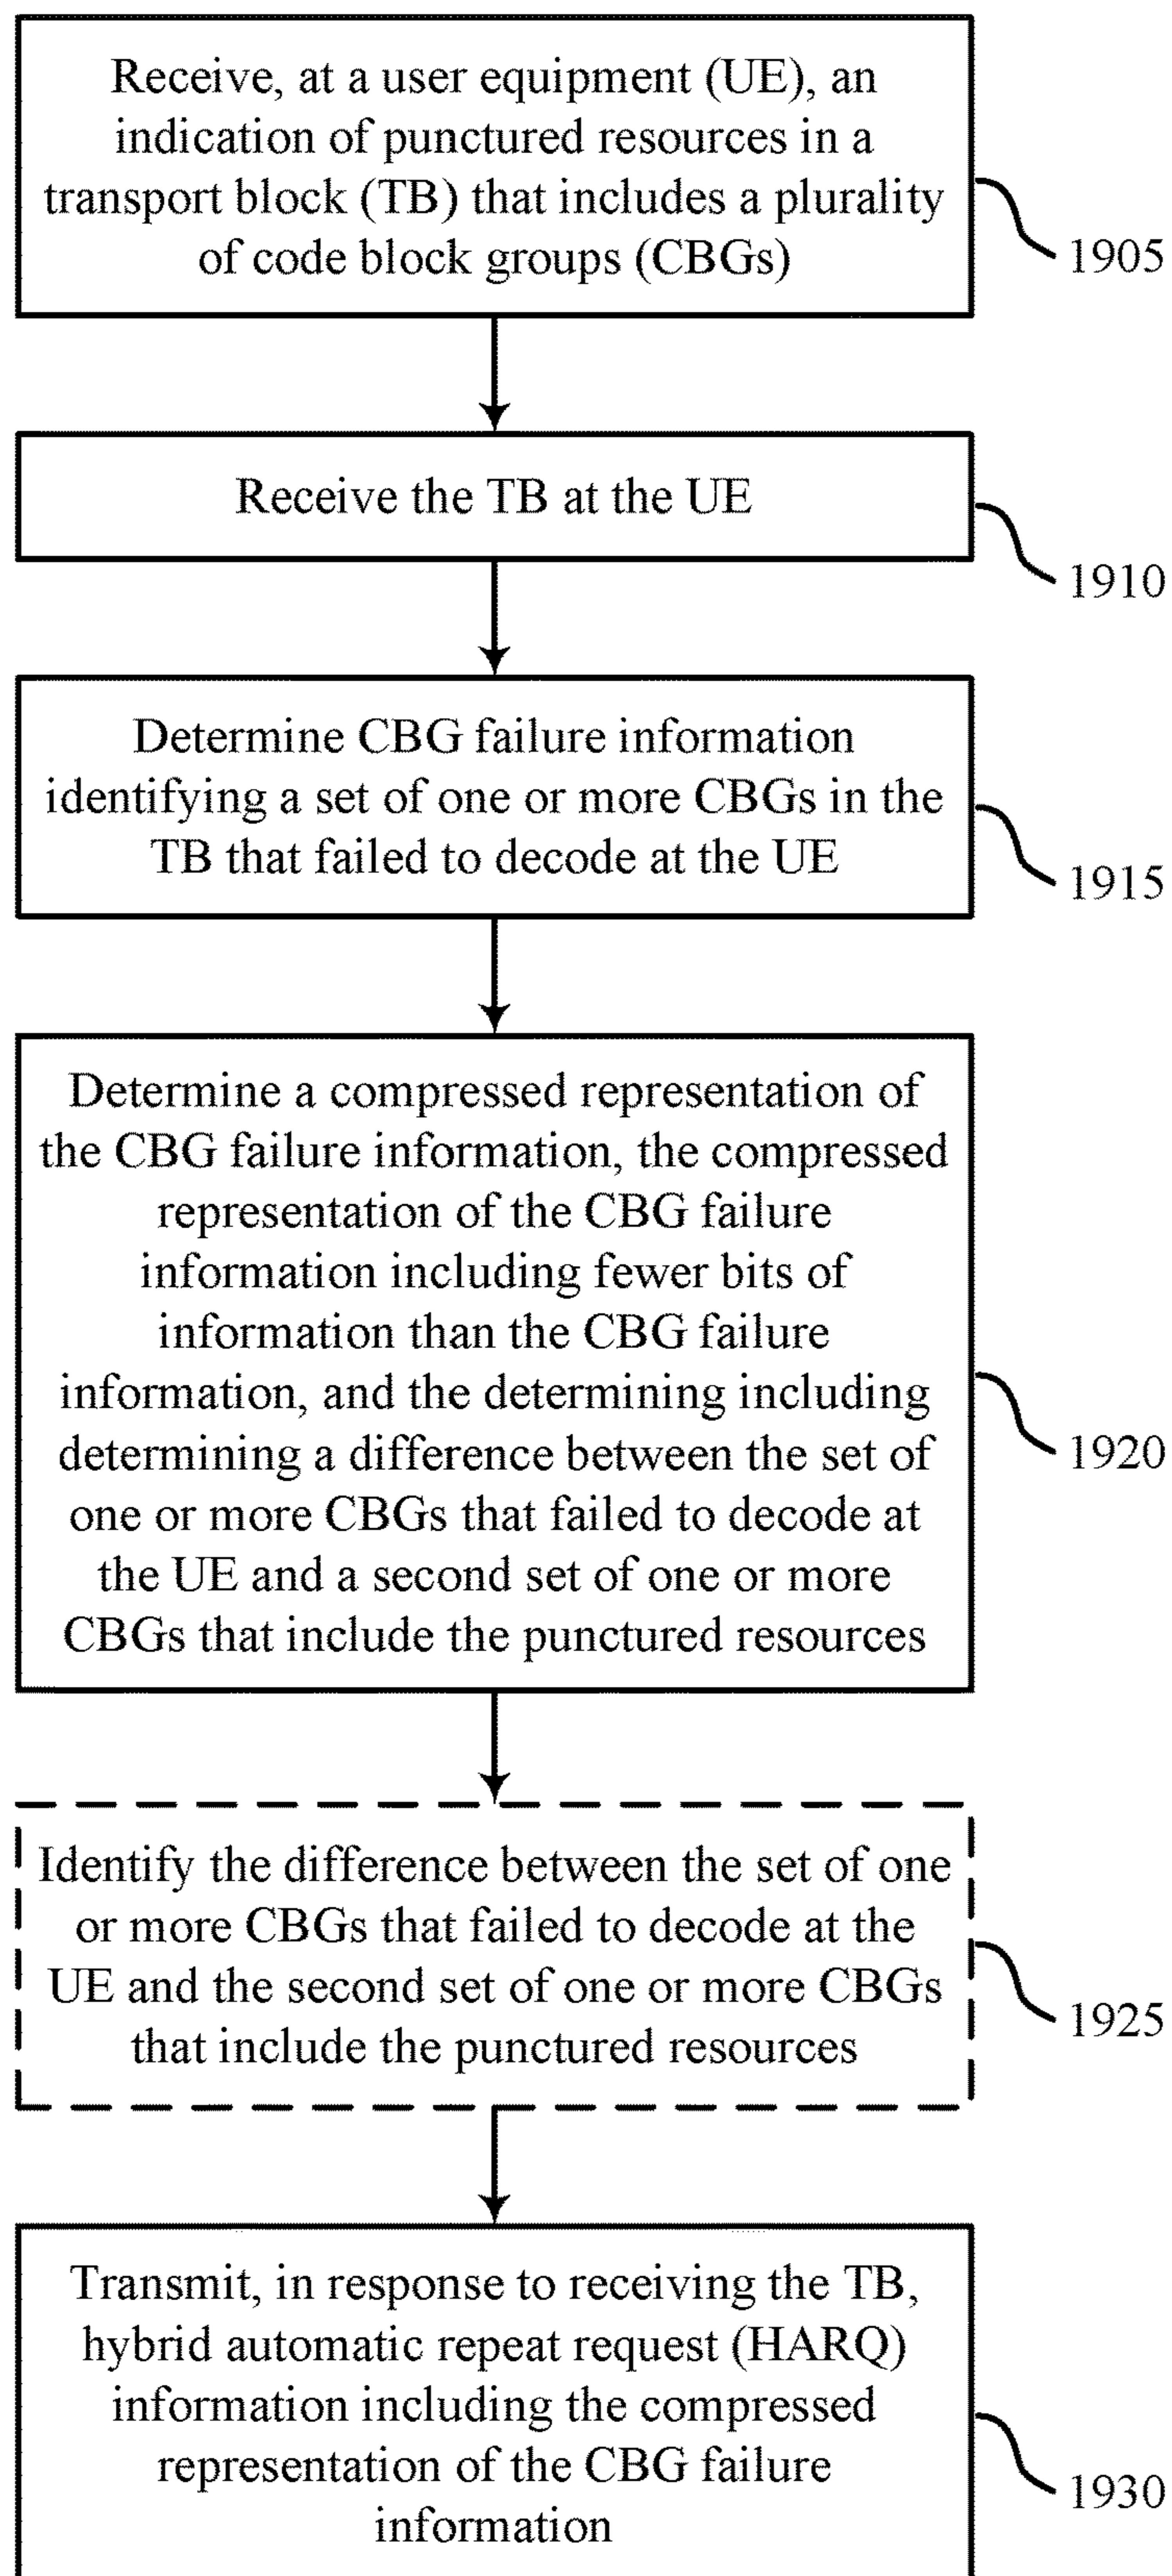 Receive, at a user equipment (UE), an
indication of punctured resources in a
transport block (TB) that includes a plurality
of code block groups (CBGs)
1905
Receive the TB at the UE
1910
Determine CBG failure information
identifying a set of one or more CBGs in the
TB that failed to decode at the UE
1915
Determine a compressed representation of
the CBG failure information, the compressed
representation of the CBG failure
information including fewer bits of
information than the CBG failure
information, and the determining including
determining a difference between the set of
one or more CBGs that failed to decode at
the UE and a second set of one or more
CBGs that include the punctured resources
1920
Identify the difference between the set of one
or more CBGs that failed to decode at the
UE and the second set of one or more CBGs
that include the punctured resources
1925
Transmit, in response to receiving the TB,
hybrid automatic repeat request (HARQ)
information including the compressed
representation of the CBG failure
information
1930